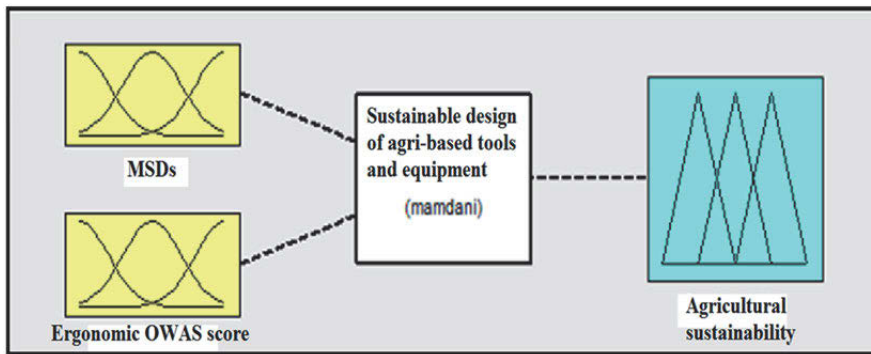 MSDs
Ergonomic OWAS score
Sustainable design
of agri-based tools
and equipment
(mamdani)
Agricultural
sustainability